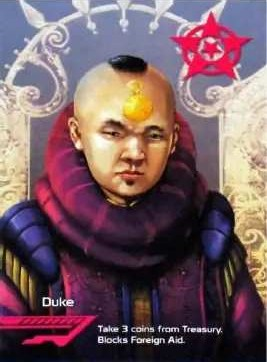 Duke
Take 3 coins from Treasury.
Blocks Foreign Aid.